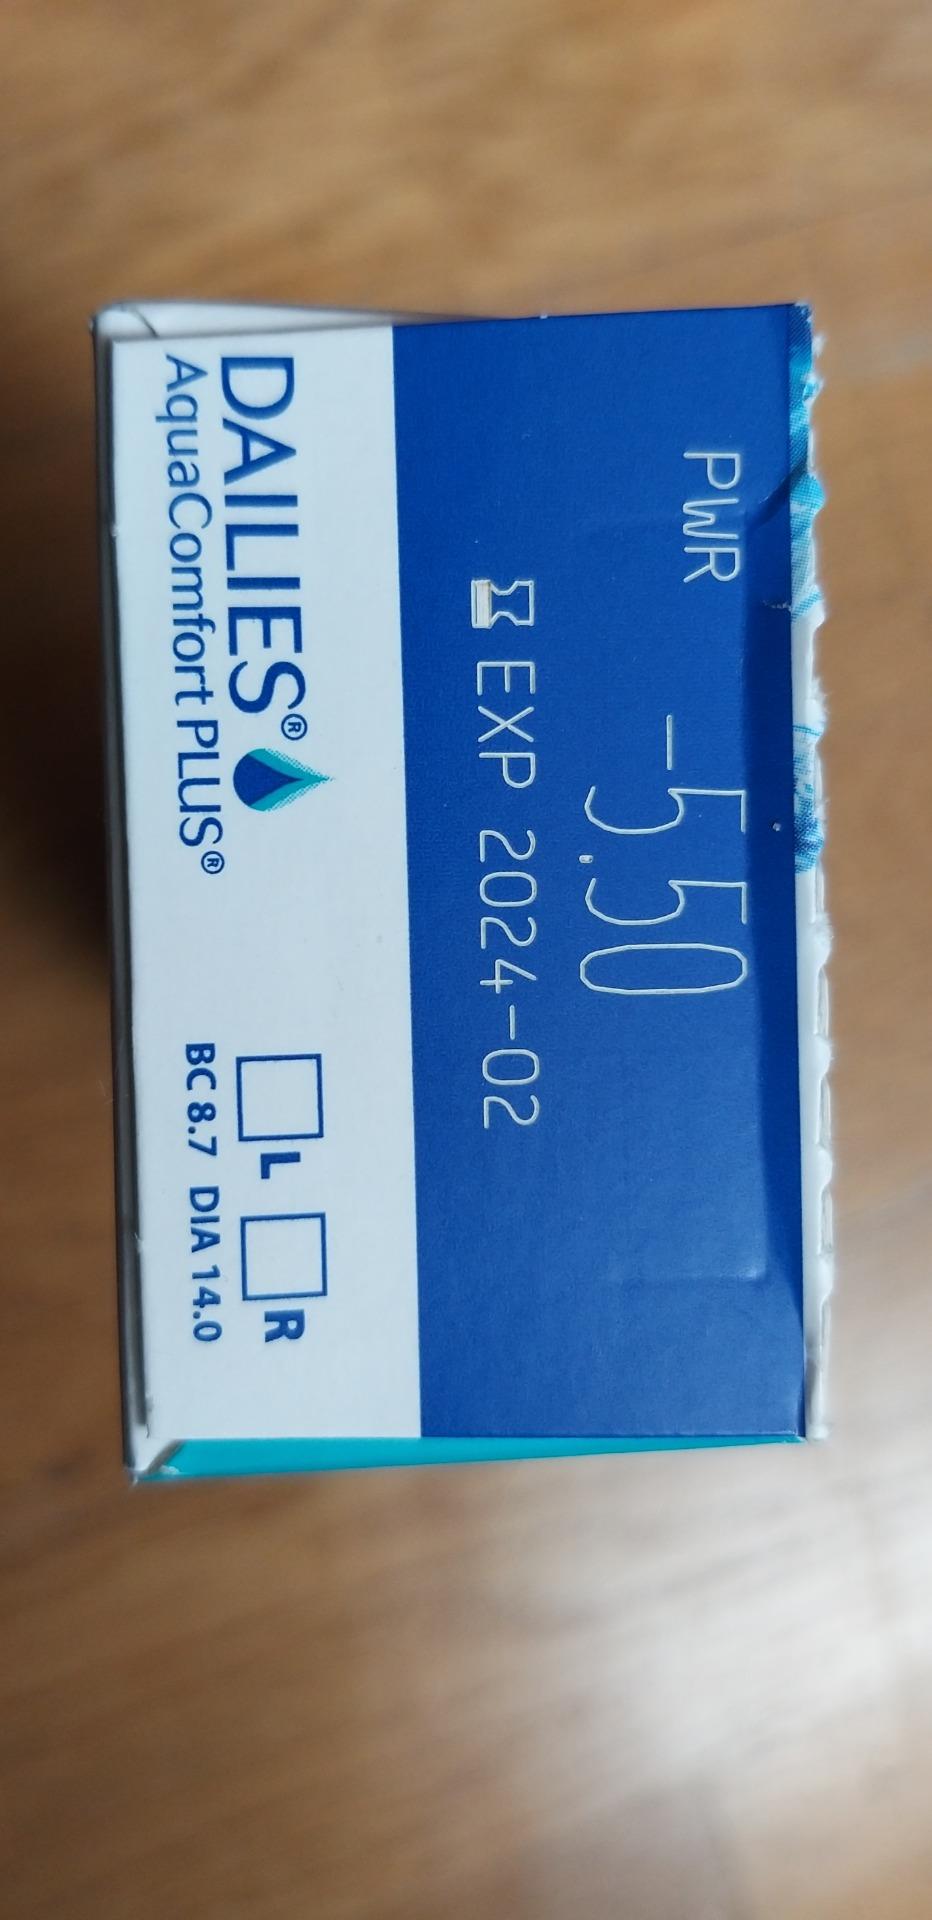 PWR
-5.50
EXP 2024-02
DAILIES®
AquaComfort PLUS®
L R
BC 8.7 DIA 14.0